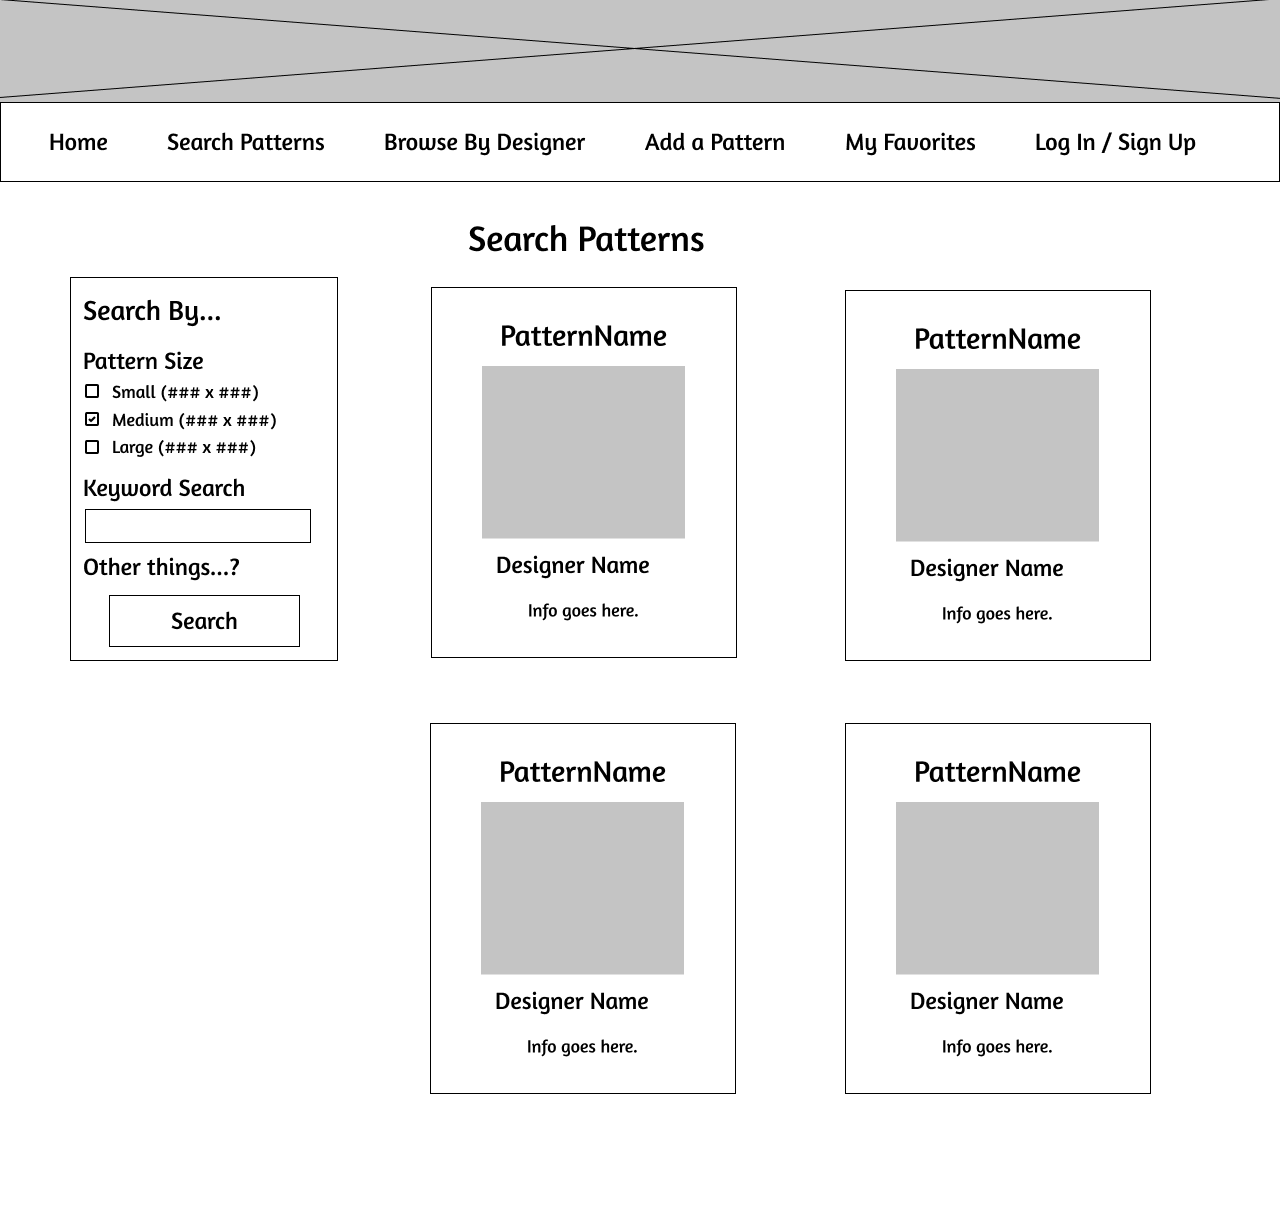 Home Search Patterns Browse By Designer Add a Pattern My Favorites Log In / Sign Up
Search Patterns
Search By...
Pattern Size
Small (### x ###)
Medium (### x ###)
Large (### x ###)
Keyword Search
Other things...?
Search
PatternName
Designer Name
Info goes here.
PatternName
Designer Name
Info goes here.
PatternName
Designer Name
Info goes here.
PatternName
Designer Name
Info goes here.